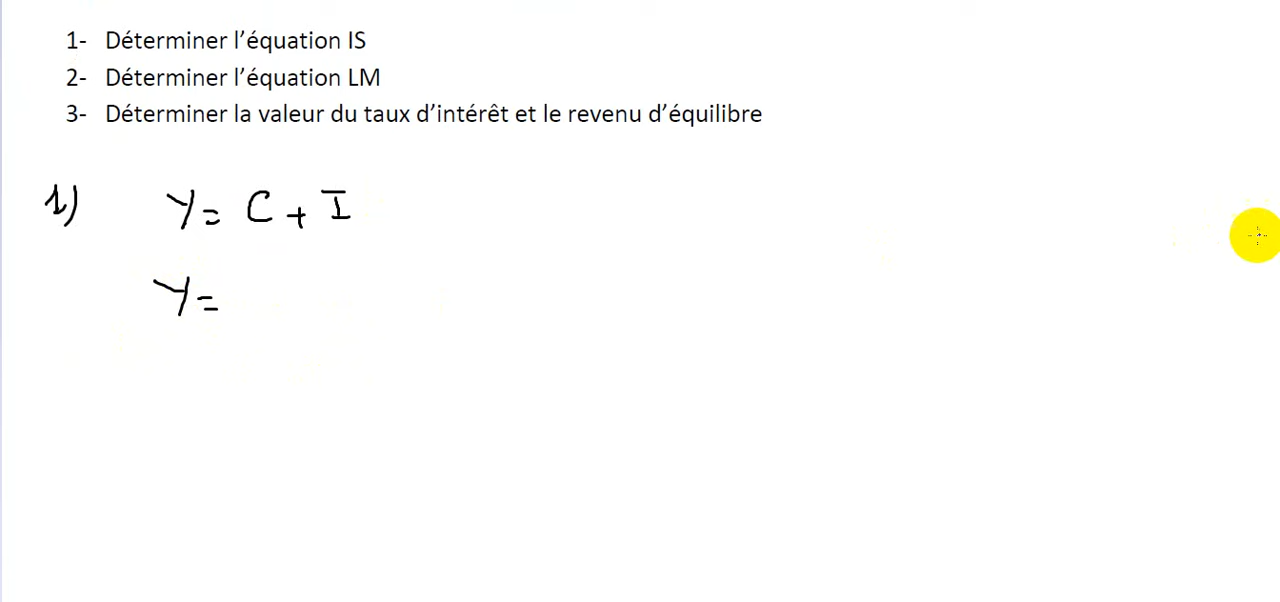 1- Déterminer l’équation IS
2- Déterminer l’équation LM
3- Déterminer la valeur du taux d’intérêt et le revenu d’équilibre
1) Y = C + I
Y =